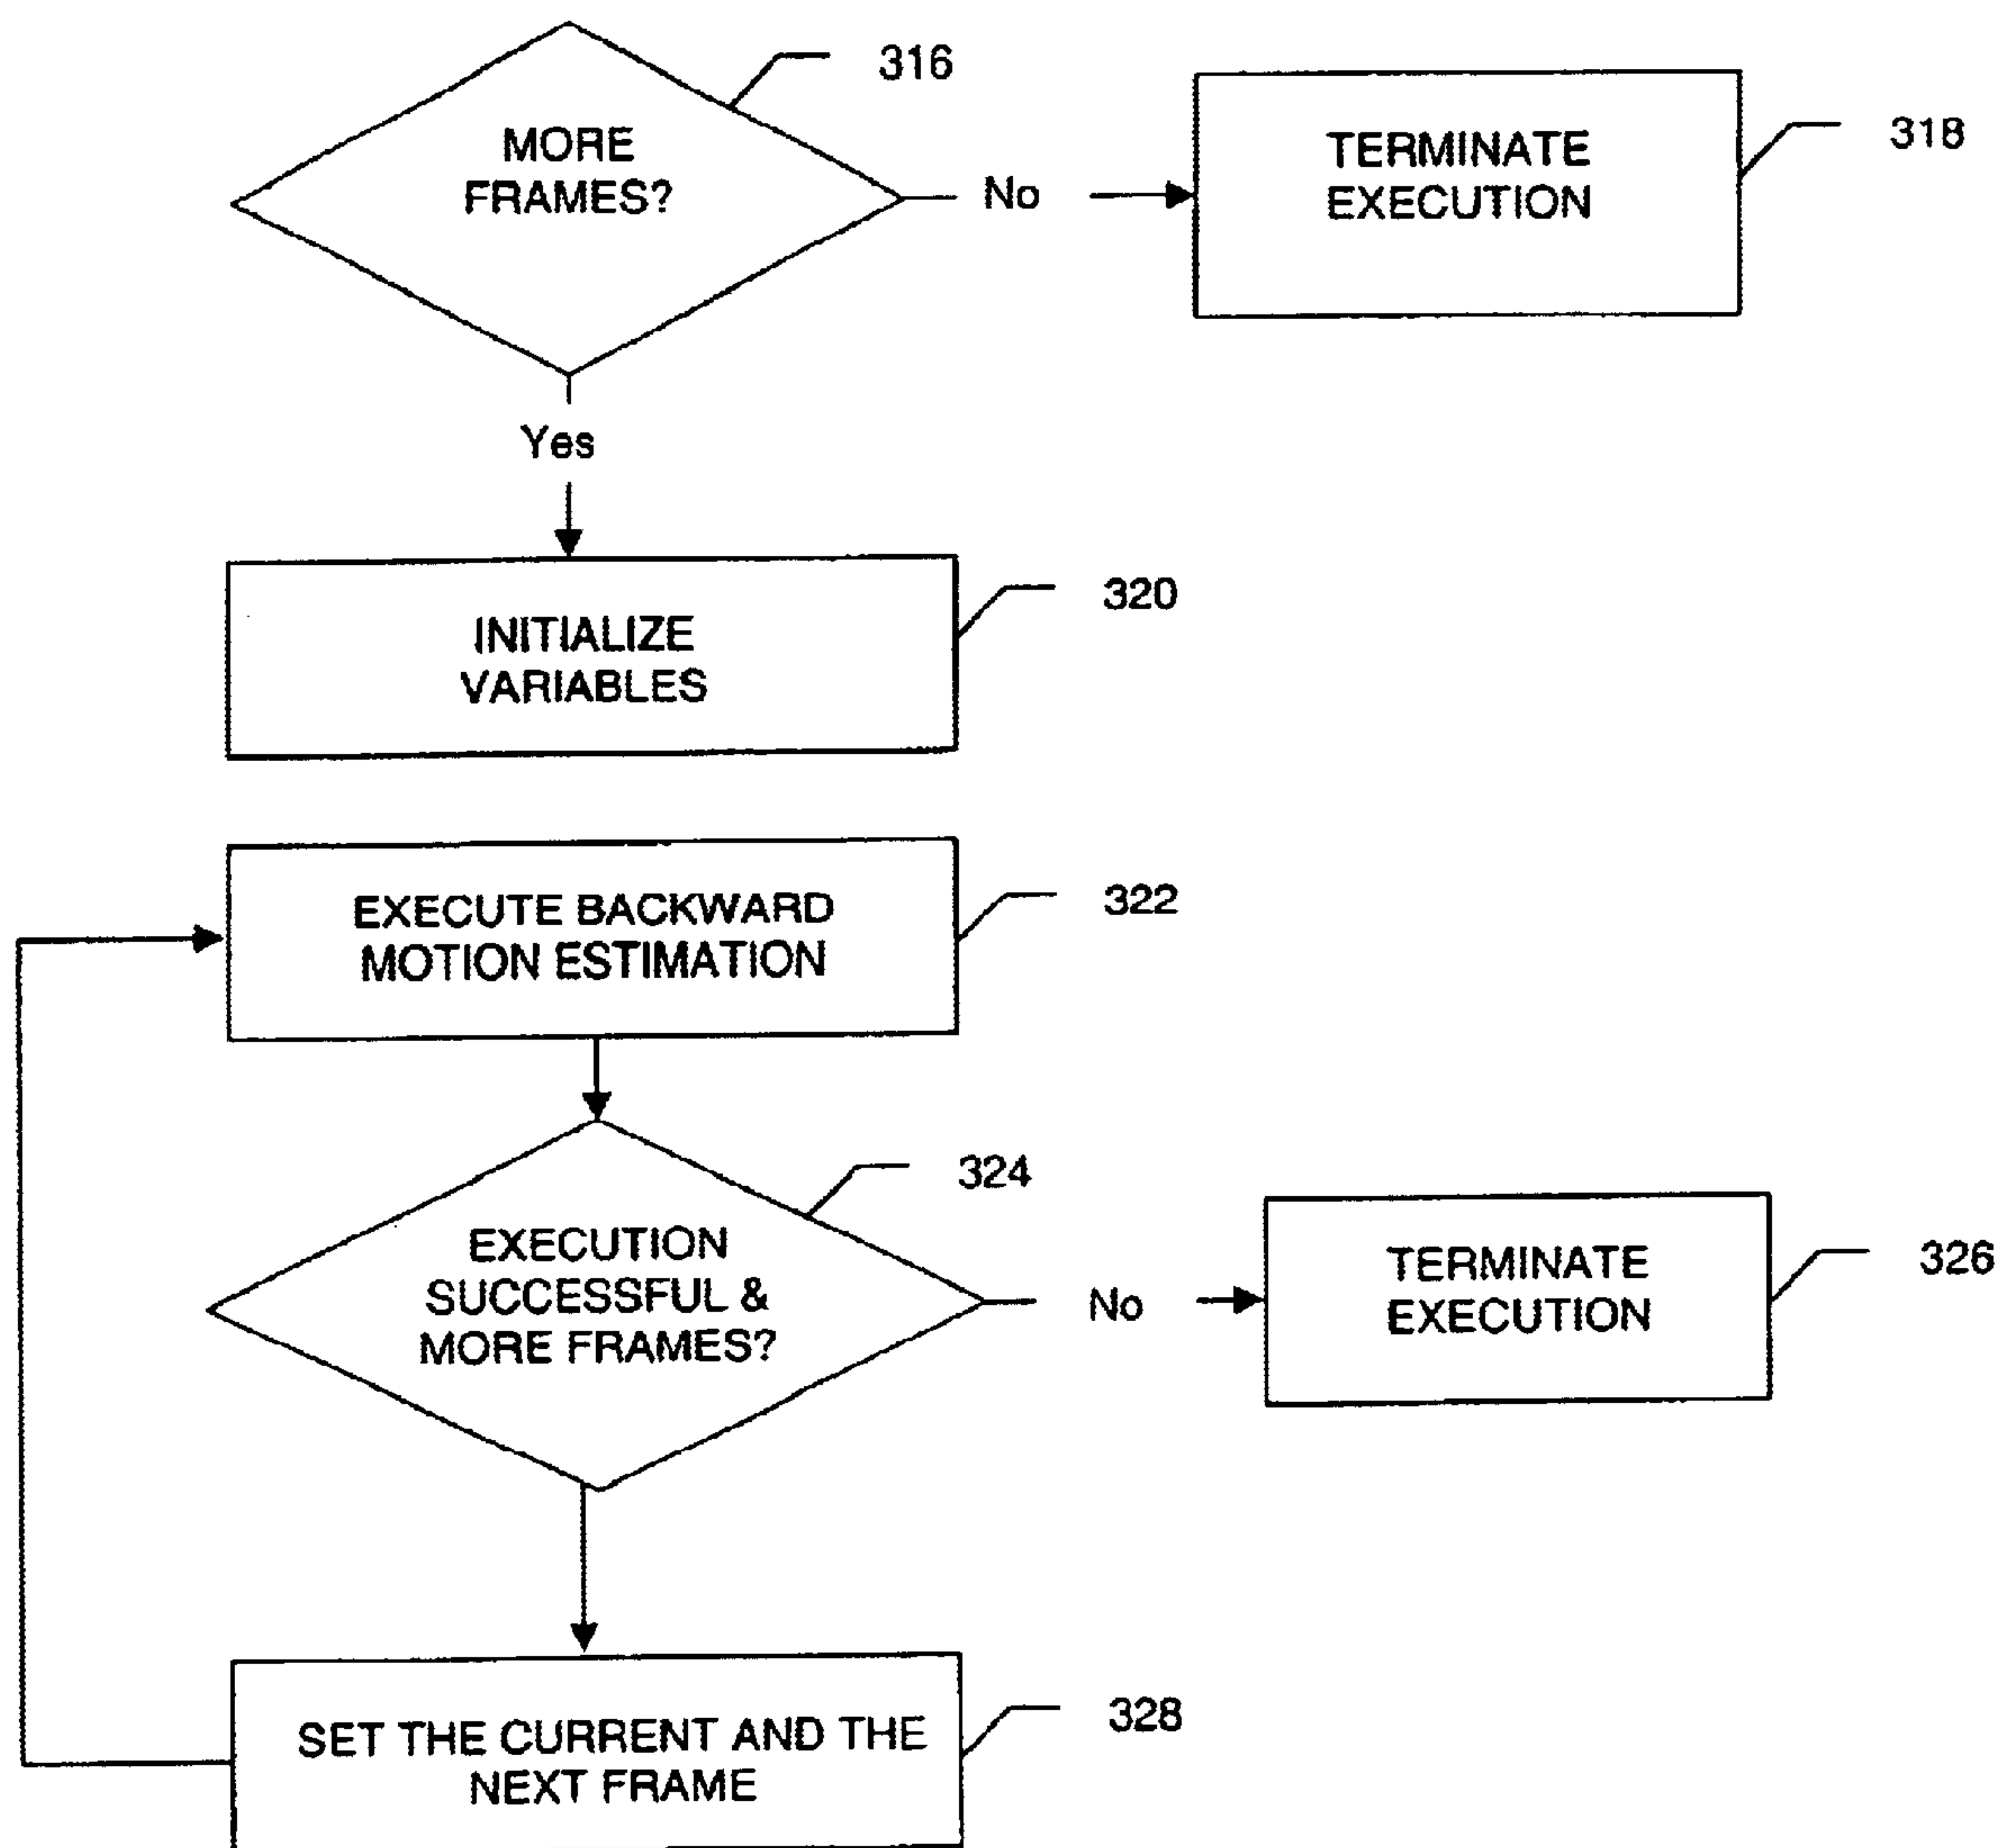 316
MORE
FRAMES?
No
TERMINATE
EXECUTION
318
Yes
INITIALIZE
VARIABLES
320
EXECUTE BACKWARD
MOTION ESTIMATION
322
324
EXECUTION
SUCCESSFUL &
MORE FRAMES?
No
TERMINATE
EXECUTION
326
SET THE CURRENT AND THE
NEXT FRAME
328